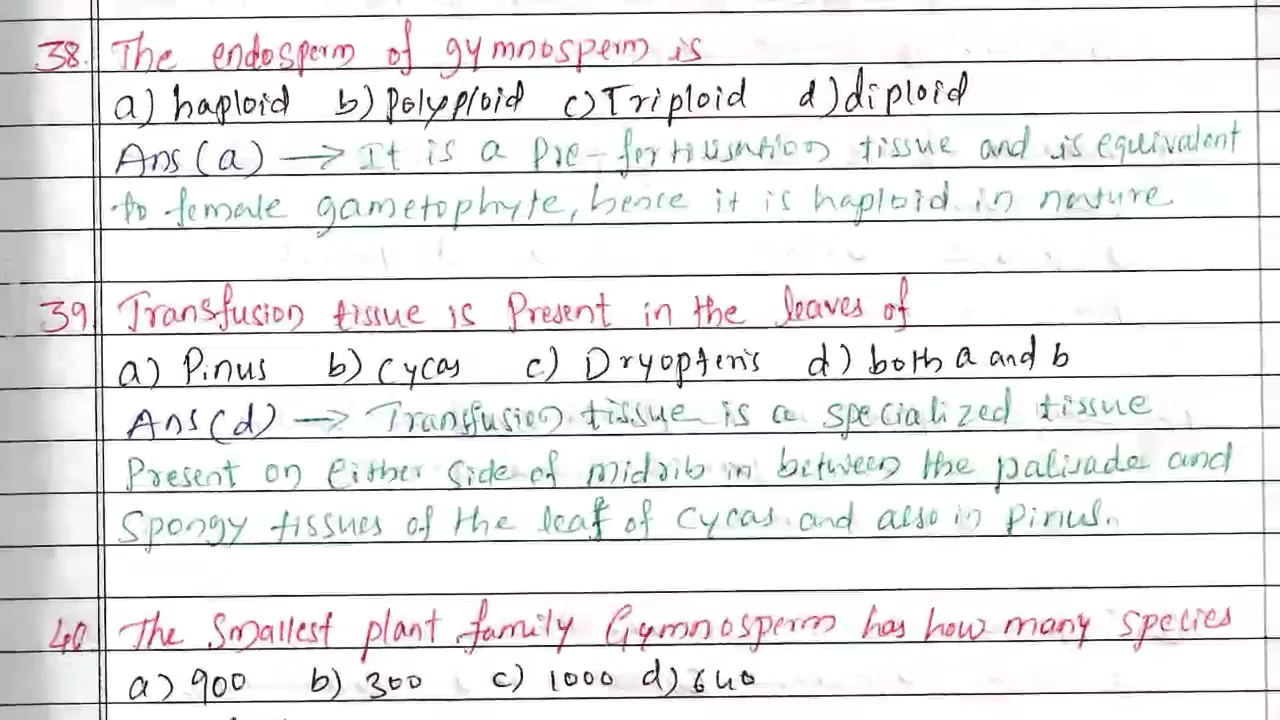 38. The endosperm of gymnosperm is
a) haploid b) Polyploid c) Triploid d) diploid
Ans (a) → It is a Pre-fertilisation tissue and is equivalent
to female gametophyte, hence it is haploid in nature
39 Transfusion tissue is Present in the leaves of
a) Pinus b) Cycas c) Dryopteris d) both a and b
Ans (d) → Transfusion tissue is a specialized tissue
Present on Either side of midrib in between the palisade and
Spongy tissues of the leaf of Cycas and also in Pinus.
40 The Smallest plant family Gymnosperm has how many species
a) 900 b) 300 c) 1000 d) 640